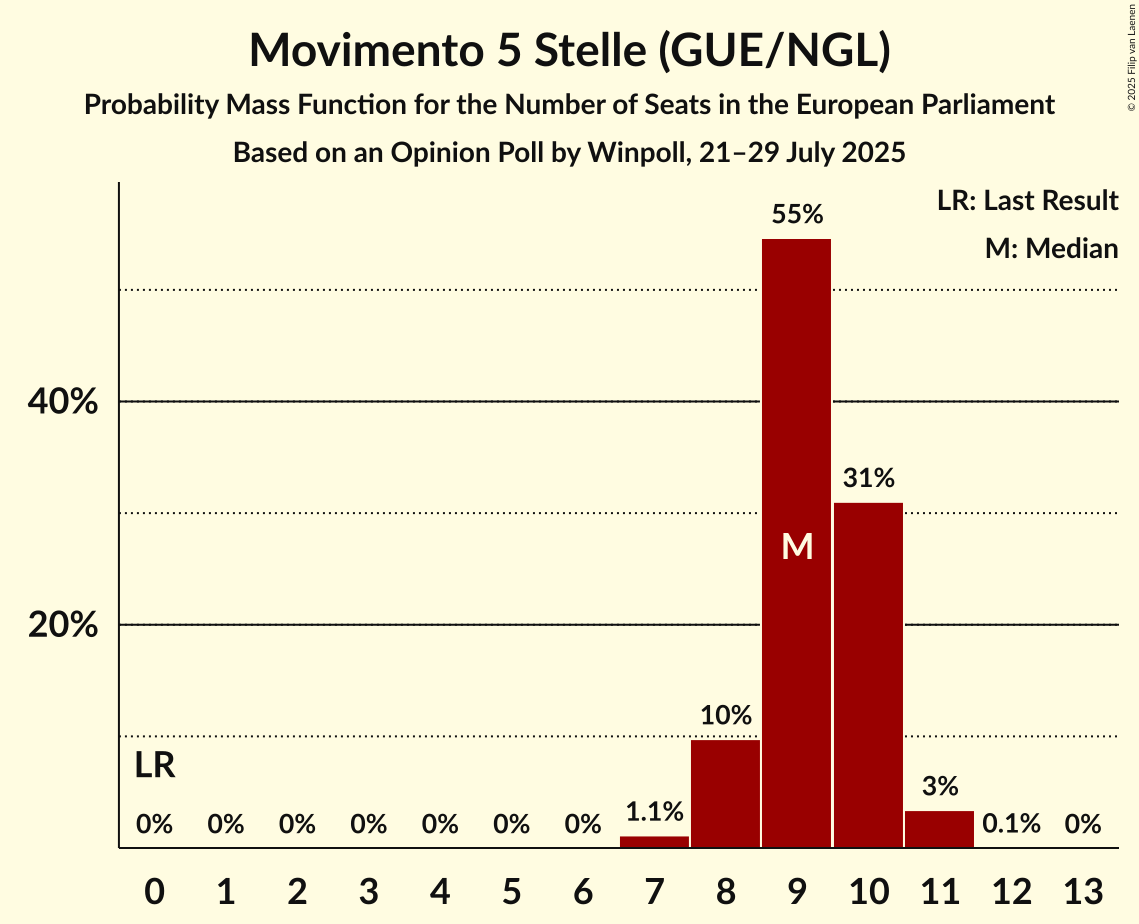 Movimento 5 Stelle (GUE/NGL)
Probability Mass Function for the Number of Seats in the European Parliament
Based on an Opinion Poll by Winpoll, 21–29 July 2025
© 2025 Filip van Laenen
LR: Last Result
M: Median
55%
40%
31%
M
20%
10%
LR
3%
0% 0% 0% 0% 0% 0% 0% 1.1% 0.1% 0%
0 1 2 3 4 5 6 7 8 9 10 11 12 13